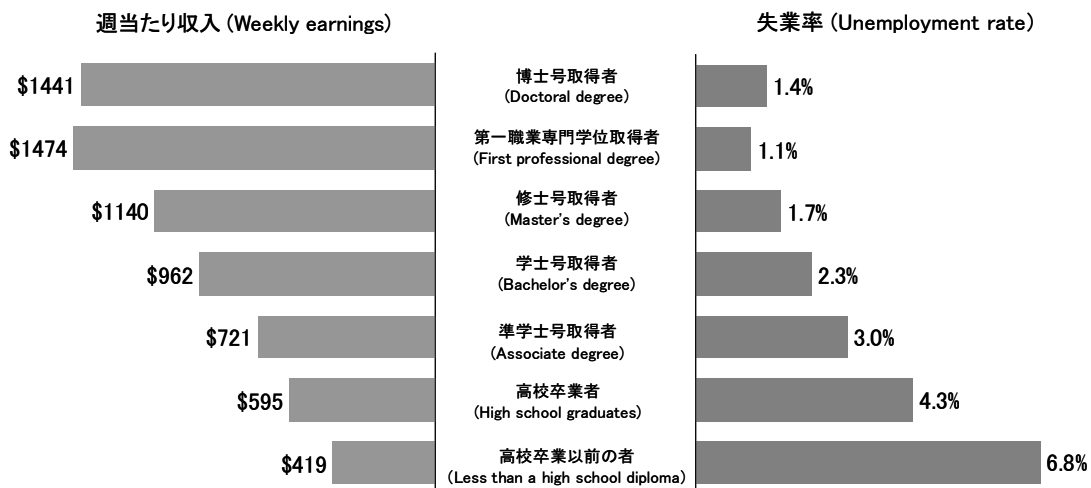 週当たり収入 (Weekly earnings)
失業率 (Unemployment rate)
$1441
博士号取得者
(Doctoral degree)
1.4%
$1474
第一職業専門学位取得者
(First professional degree)
1.1%
$1140
修士号取得者
(Master's degree)
1.7%
$962
学士号取得者
(Bachelor's degree)
2.3%
$721
準学士号取得者
(Associate degree)
3.0%
$595
高校卒業者
(High school graduates)
4.3%
$419
高校卒業以前の者
(Less than a high school diploma)
6.8%